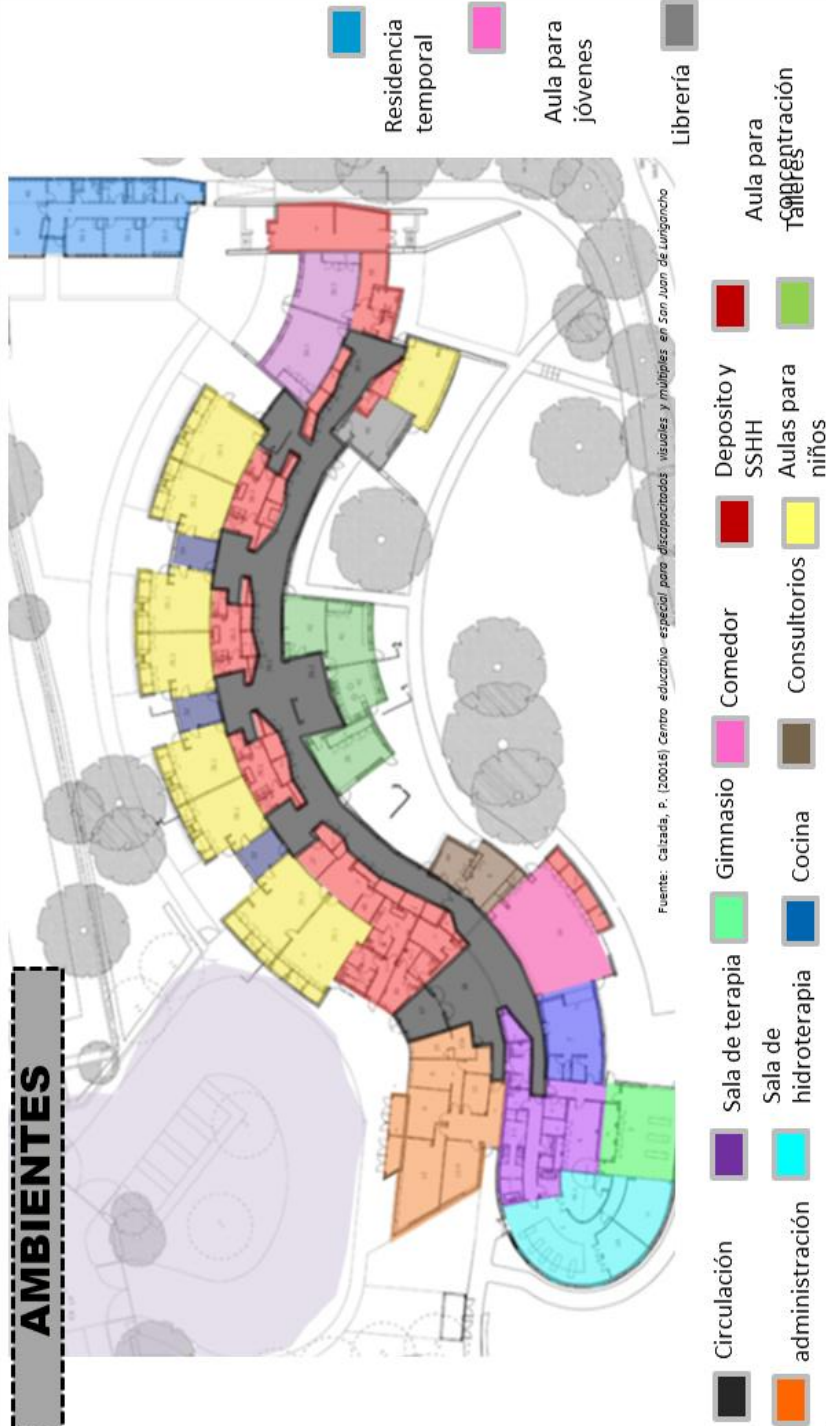 AMBIENTES
Fuente: Calzada, P. (20016) Centro educativo especial para discapacitados visuales y múltiples en San Juan de Lurigancho
Circulación
Sala de terapia
Gimnasio
Comedor
Deposito y
SSHH
Aula para
concentración
administración
Sala de
hidroterapia
Cocina
Consultorios
Aulas para
niños
Talleres
Residencia
temporal
Aula para
jóvenes
Librería